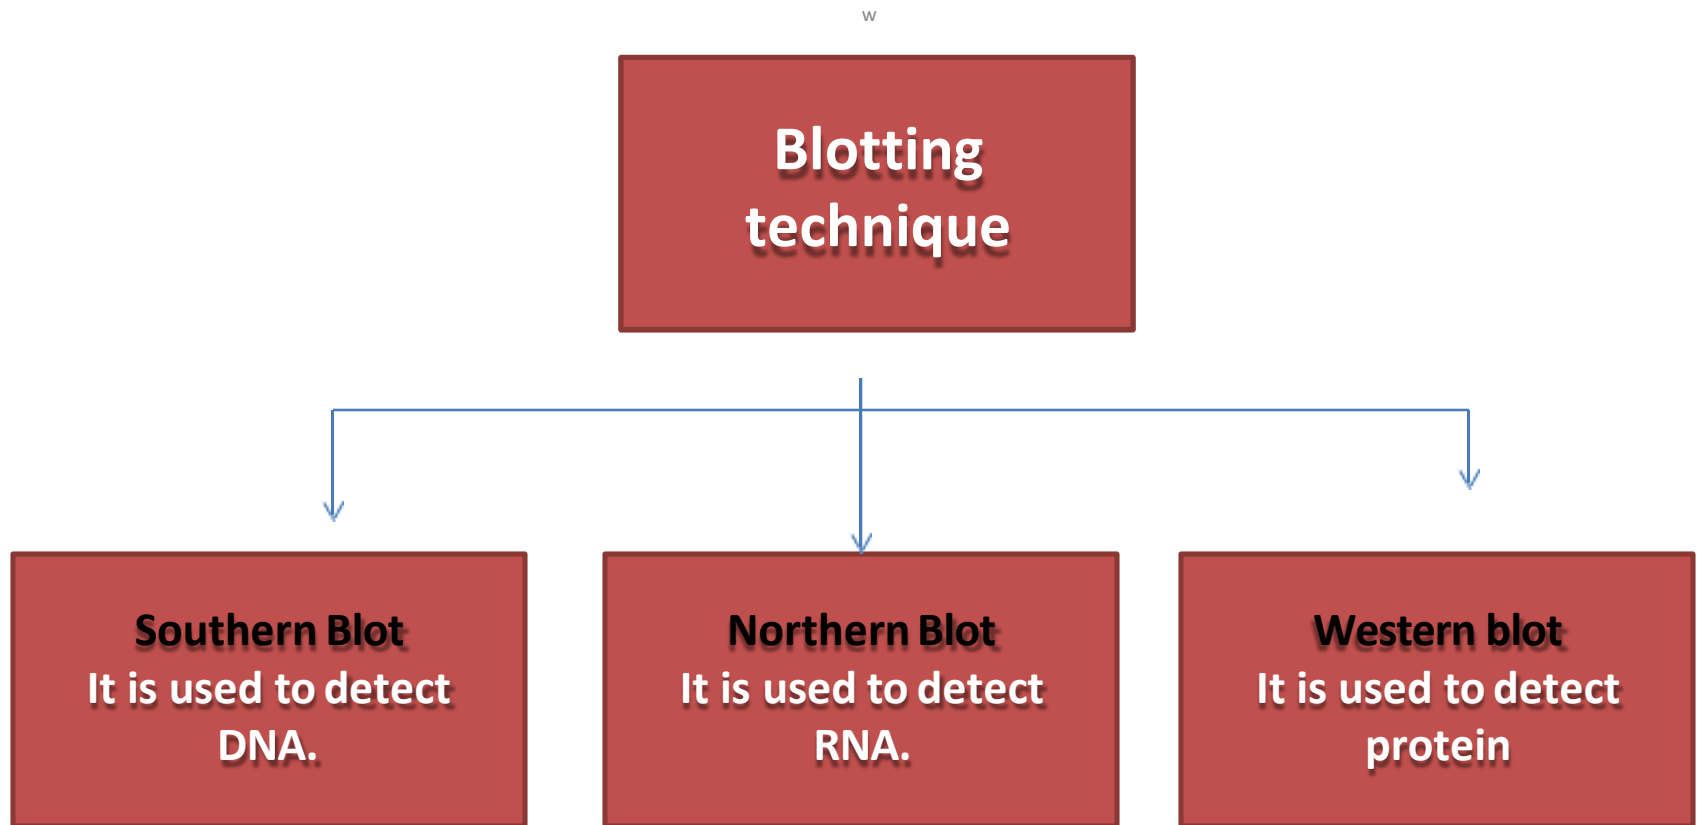 w
Blotting
technique
Southern Blot
It is used to detect
DNA.
Northern Blot
It is used to detect
RNA.
Western blot
It is used to detect
protein